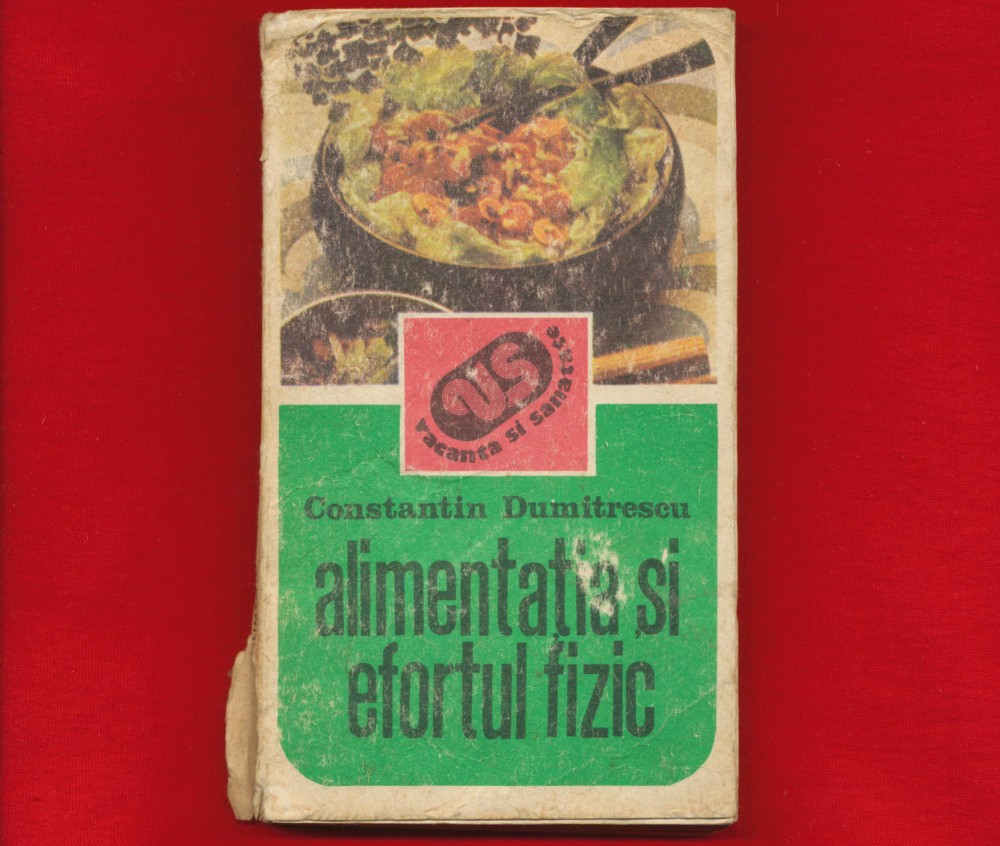 VS
vacanta si sanatate
Constantin Dumitrescu
alimentația și
efortul fizic